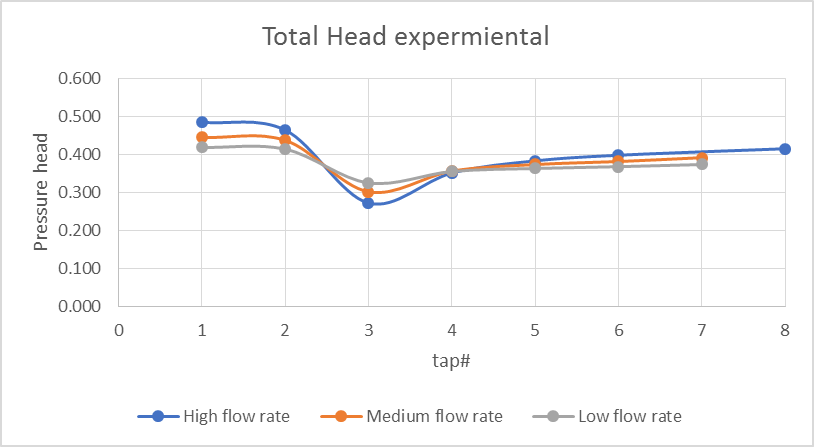 Total Head expermiental
0.600
0.500
0.400
0.300
0.200
0.100
0.000
Pressure head
0 1 2 3 4 5 6 7 8
tap#
High flow rate Medium flow rate Low flow rate